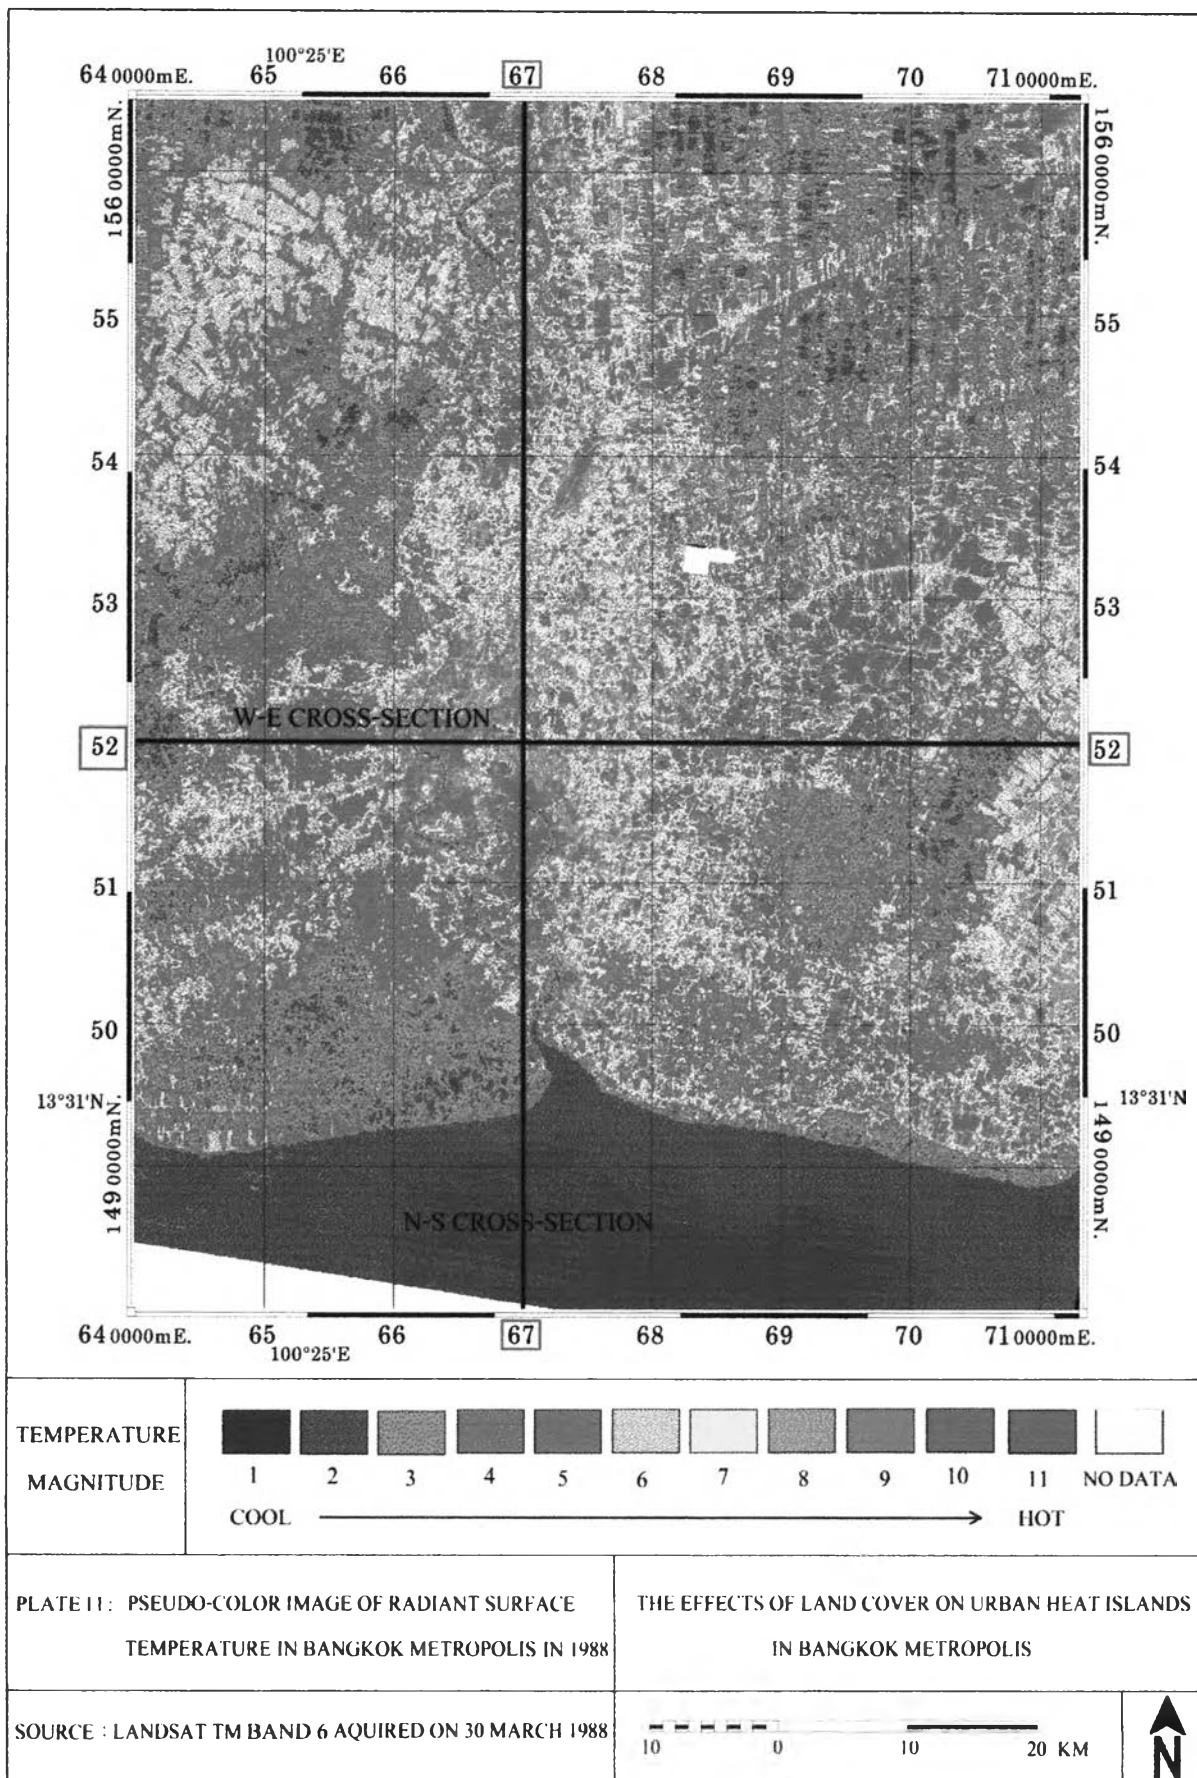 100°25'E
64 0000mE. 65 66 67 68 69 70 71 0000mE.
156 0000mN. 156 0000mN.
55 55
54 54
53 53
W-E CROSS-SECTION
52 52
51 51
50 50
13°31'N 13°31'N
149 0000mN. 149 0000mN.
N-S CROSS-SECTION
64 0000mE. 65 66 67 68 69 70 71 0000mE.
100°25'E
TEMPERATURE
MAGNITUDE
1 2 3 4 5 6 7 8 9 10 11 NO DATA
COOL HOT
PLATE 11: PSEUDO-COLOR IMAGE OF RADIANT SURFACE
TEMPERATURE IN BANGKOK METROPOLIS IN 1988
THE EFFECTS OF LAND COVER ON URBAN HEAT ISLANDS
IN BANGKOK METROPOLIS
SOURCE : LANDSAT TM BAND 6 AQUIRED ON 30 MARCH 1988
10 0 10 20 KM
N